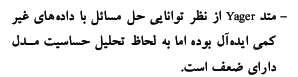 – متد Yager از نظر توانایی حل مسائل با داده‌های غیر
کمی ایده‌آل بوده اما به لحاظ تحلیل حساسیت مدل
دارای ضعف است.